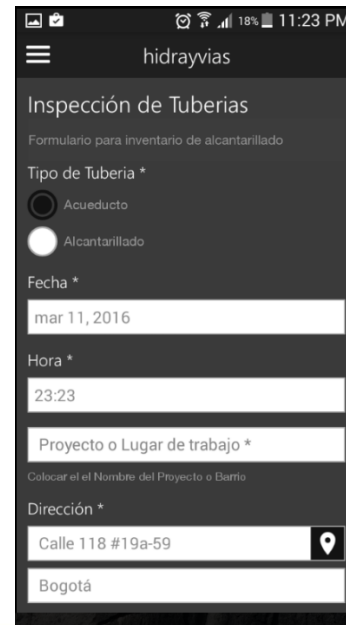 18% 11:23 PM
hidrayvias
Inspección de Tuberias
Formulario para inventario de alcantarillado
Tipo de Tuberia *
Acueducto
Alcantarillado
Fecha *
mar 11, 2016
Hora *
23:23
Proyecto o Lugar de trabajo *
Colocar el el Nombre del Proyecto o Barrio
Dirección *
Calle 118 #19a-59
Bogotá